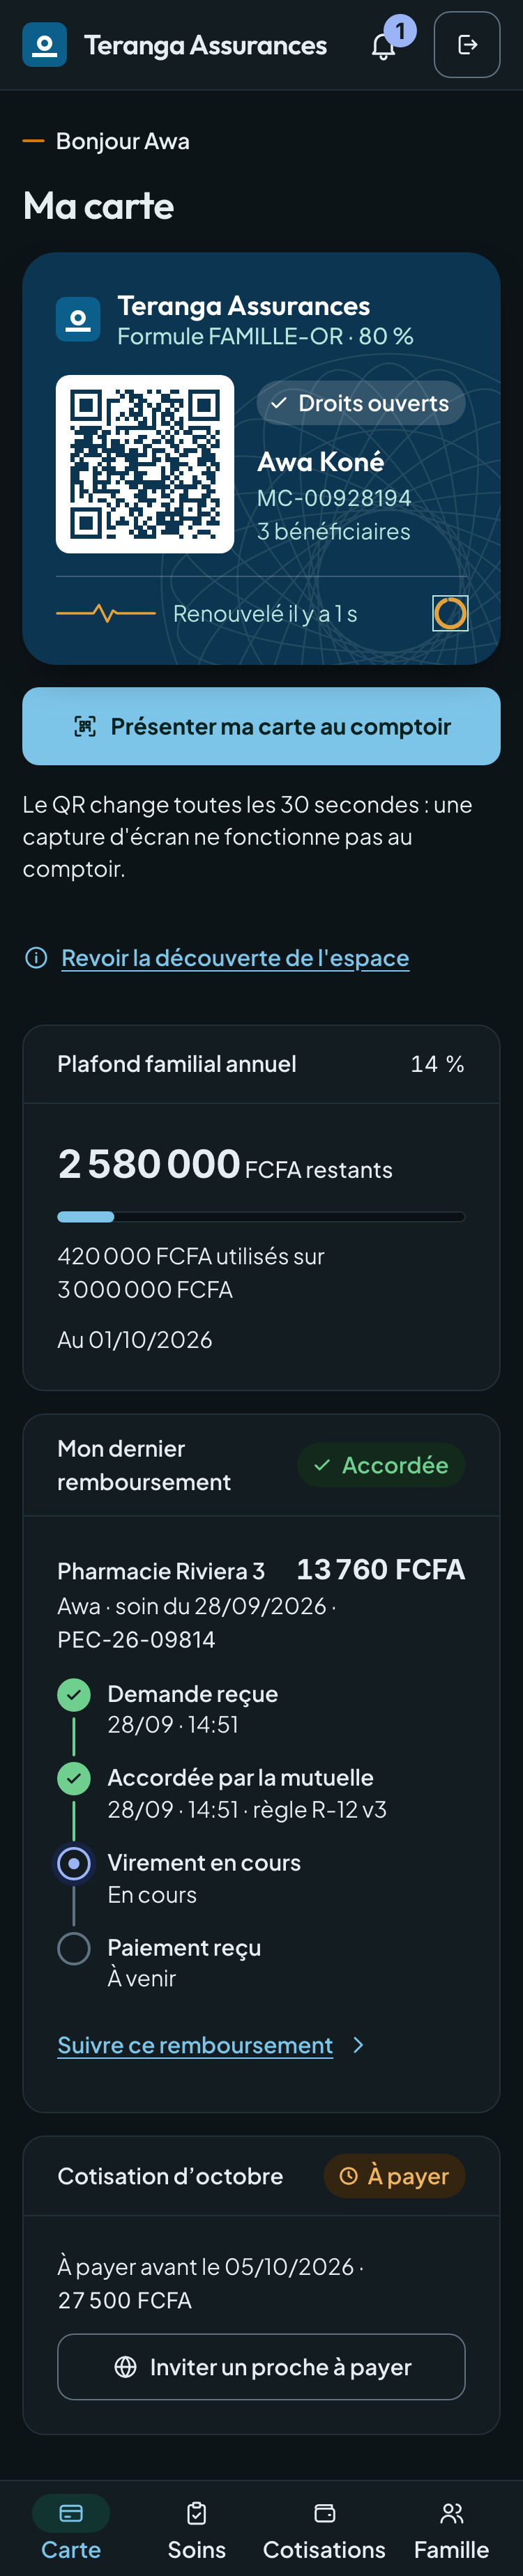 Teranga Assurances
1
Bonjour Awa
Ma carte
Teranga Assurances
Formule FAMILLE-OR · 80 %
Droits ouverts
Awa Koné
MC-00928194
3 bénéficiaires
Renouvelé il y a 1 s
Présenter ma carte au comptoir
Le QR change toutes les 30 secondes : une
capture d'écran ne fonctionne pas au
comptoir.
Revoir la découverte de l'espace
Plafond familial annuel
14 %
2 580 000 FCFA restants
420 000 FCFA utilisés sur
3 000 000 FCFA
Au 01/10/2026
Mon dernier
remboursement
Accordée
Pharmacie Riviera 3
13 760 FCFA
Awa · soin du 28/09/2026 ·
PEC-26-09814
Demande reçue
28/09 · 14:51
Accordée par la mutuelle
28/09 · 14:51 · règle R-12 v3
Virement en cours
En cours
Paiement reçu
À venir
Suivre ce remboursement
Cotisation d’octobre
À payer
À payer avant le 05/10/2026 ·
27 500 FCFA
Inviter un proche à payer
Carte
Soins
Cotisations
Famille